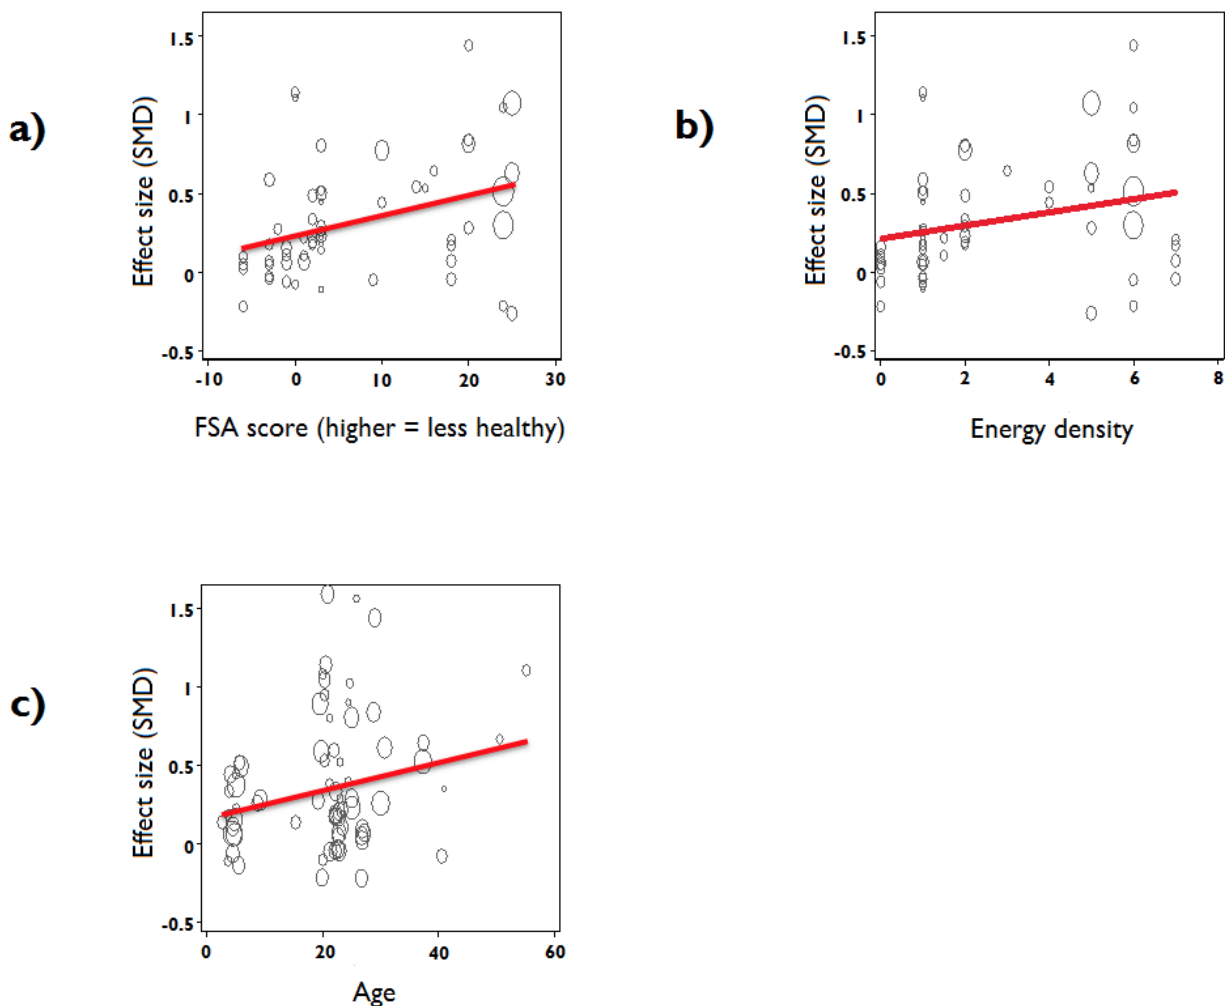 a)
Effect size (SMD)
1.5
1
0.5
0
-0.5
-10 0 10 20 30
FSA score (higher = less healthy)
b)
Effect size (SMD)
1.5
1
0.5
0
-0.5
0 2 4 6 8
Energy density
c)
Effect size (SMD)
1.5
1
0.5
0
-0.5
0 20 40 60
Age